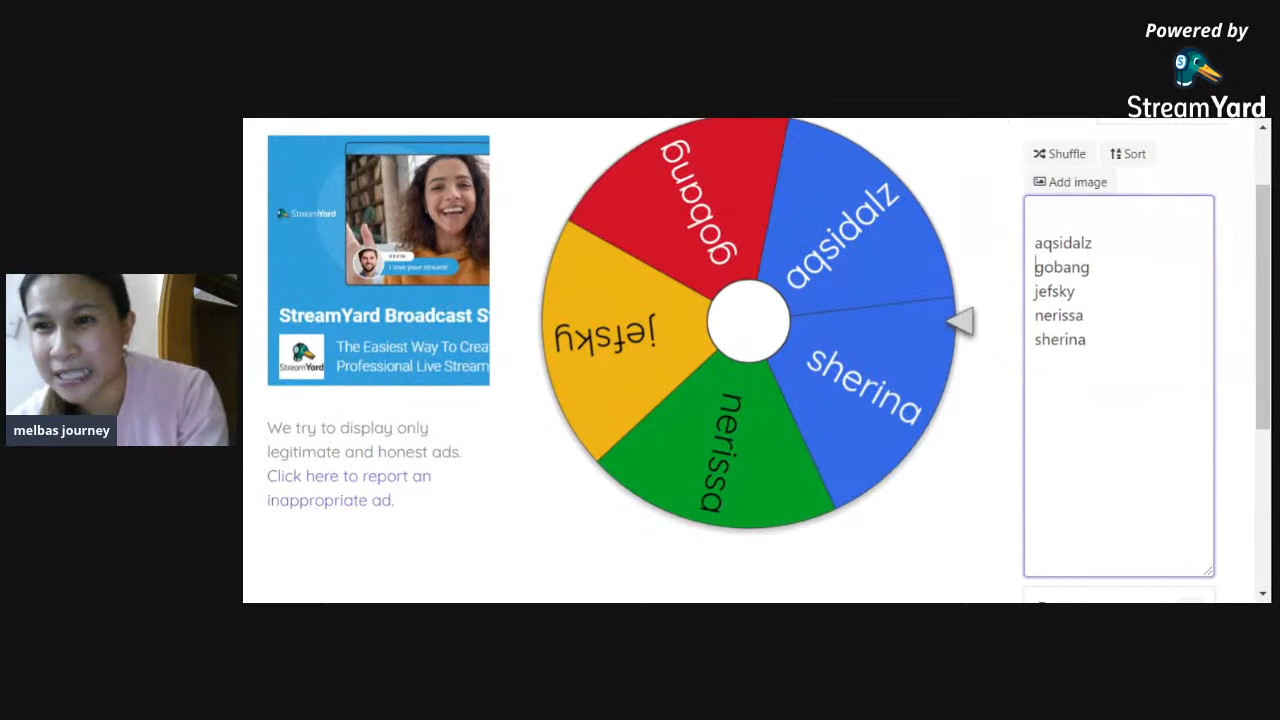 Powered by
StreamYard
StreamYard
KEVIN
I love your stream!
StreamYard Broadcast S
StreamYard
The Easiest Way To Crea
Professional Live Stream
We try to display only
legitimate and honest ads.
Click here to report an
inappropriate ad.
gobang
aqsidalz
jefsky
sherina
nerissa
Shuffle
Sort
Add image
aqsidalz
gobang
jefsky
nerissa
sherina
melbas journey